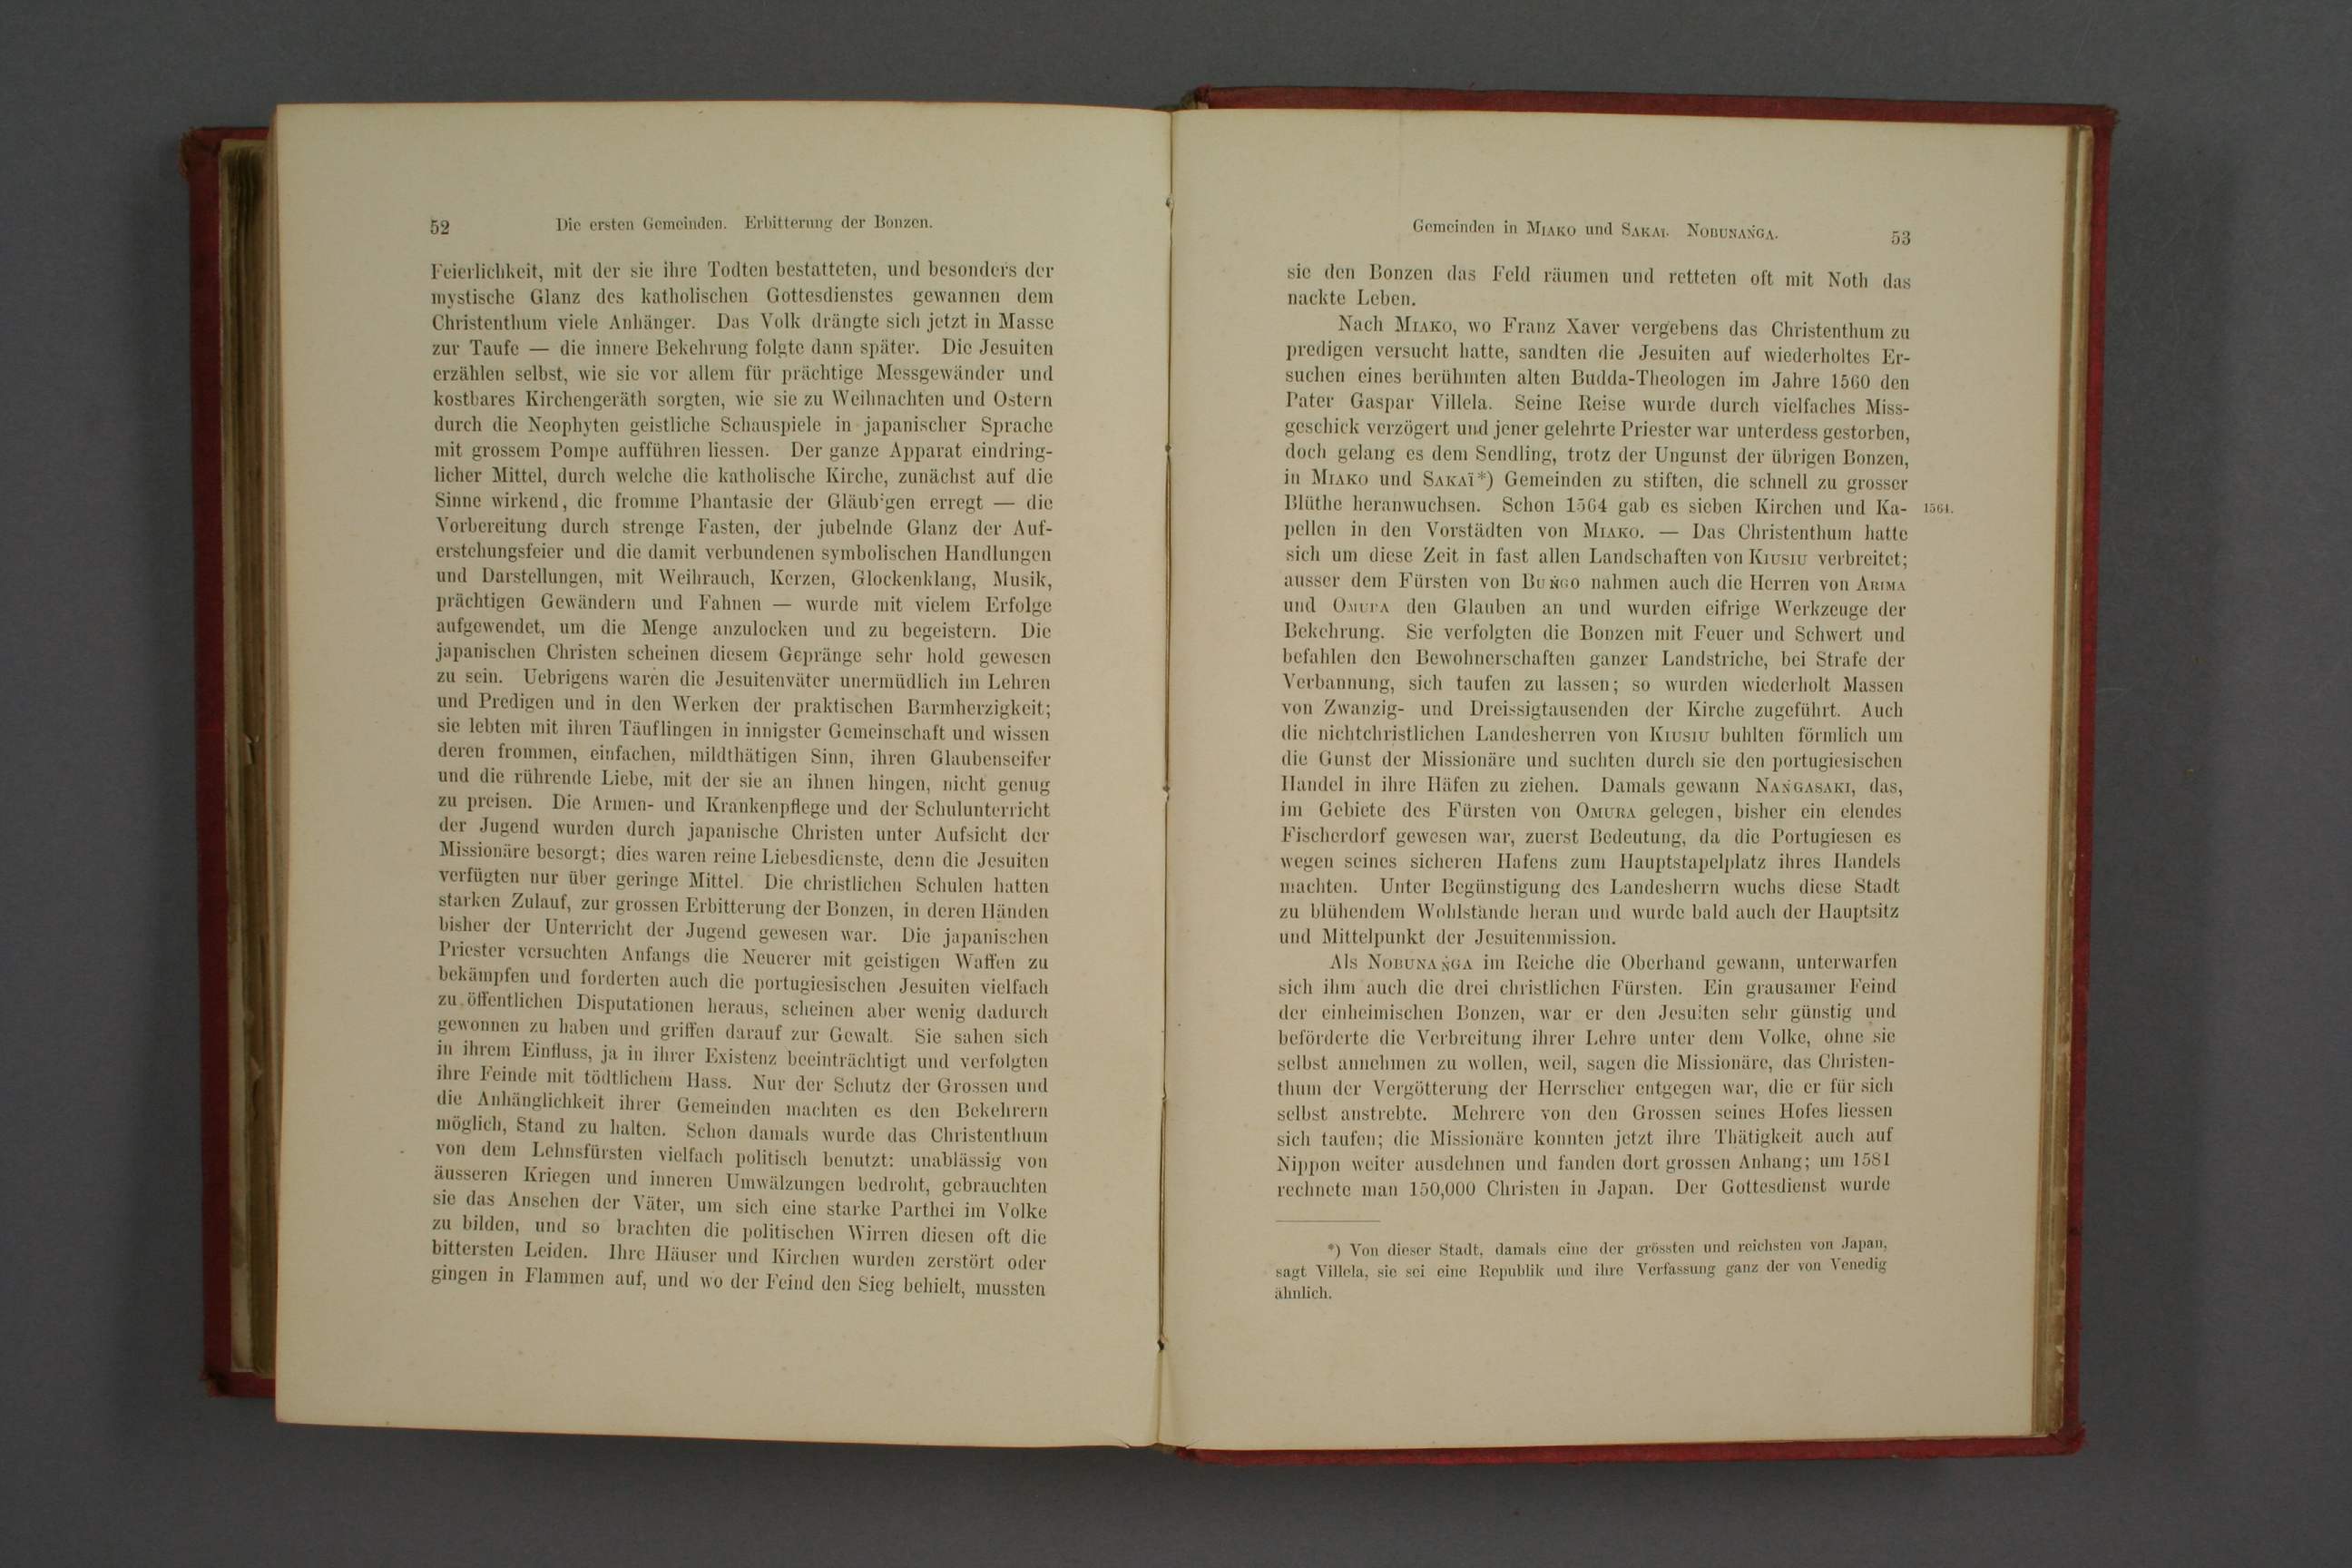 52 Die ersten Gemeinden. Erbitterung der Bonzen.
Feierlichkeit, mit der sie ihre Todten bestatteten, und besonders der
mystische Glanz des katholischen Gottesdienstes gewannen dem
Christenthum viele Anhänger. Das Volk drängte sich jetzt in Masse
zur Taufe — die innere Bekehrung folgte dann später. Die Jesuiten
erzählen selbst, wie sie vor allem für prächtige Messgewänder und
kostbares Kirchengeräth sorgten, wie sie zu Weihnachten und Ostern
durch die Neophyten geistliche Schauspiele in japanischer Sprache
mit grossem Pompe aufführen liessen. Der ganze Apparat eindring-
licher Mittel, durch welche die katholische Kirche, zunächst auf die
Sinne wirkend, die fromme Phantasie der Gläubigen erregt — die
Vorbereitung durch strenge Fasten, der jubelnde Glanz der Auf-
erstehungsfeier und die damit verbundenen symbolischen Handlungen
und Darstellungen, mit Weihrauch, Kerzen, Glockenklang, Musik,
prächtigen Gewändern und Fahnen — wurde mit vielem Erfolge
aufgewendet, um die Menge anzulocken und zu begeistern. Die
japanischen Christen scheinen diesem Gepränge sehr hold gewesen
zu sein. Uebrigens waren die Jesuitenväter unermüdlich im Lehren
und Predigen und in den Werken der praktischen Barmherzigkeit;
sie lebten mit ihren Täuflingen in innigster Gemeinschaft und wissen
deren frommen, einfachen, mildthätigen Sinn, ihren Glaubenseifer
und die rührende Liebe, mit der sie an ihnen hingen, nicht genug
zu preisen. Die Armen- und Krankenpflege und der Schulunterricht
der Jugend wurden durch japanische Christen unter Aufsicht der
Missionäre besorgt; dies waren reine Liebesdienste, denn die Jesuiten
verfügten nur über geringe Mittel. Die christlichen Schulen hatten
starken Zulauf, zur grossen Erbitterung der Bonzen, in deren Händen
bisher der Unterricht der Jugend gewesen war. Die japanischen
Priester versuchten Anfangs die Neuerer mit geistigen Waffen zu
bekämpfen und forderten auch die portugiesischen Jesuiten vielfach
zu öffentlichen Disputationen heraus, scheinen aber wenig dadurch
gewonnen zu haben und griffen darauf zur Gewalt. Sie sahen sich
in ihrem Einfluss, ja in ihrer Existenz beeinträchtigt und verfolgten
ihre Feinde mit tödtlichem Hass. Nur der Schutz der Grossen und
die Anhänglichkeit ihrer Gemeinden machten es den Bekehrern
möglich, Stand zu halten. Schon damals wurde das Christenthum
von dem Lehnsfürsten vielfach politisch benutzt: unablässig von
äusseren Kriegen und inneren Umwälzungen bedroht, gebrauchten
sie das Ansehen der Väter, um sich eine starke Parthei im Volke
zu bilden, und so brachten die politischen Wirren diesen oft die
bittersten Leiden. Ihre Häuser und Kirchen wurden zerstört oder
gingen in Flammen auf, und wo der Feind den Sieg behielt, mussten
Gemeinden in MIAKO und SAKAI. NOBUNAṄGA. 53
sie den Bonzen das Feld räumen und retteten oft mit Noth das
nackte Leben.
Nach MIAKO, wo Franz Xaver vergebens das Christenthum zu
predigen versucht hatte, sandten die Jesuiten auf wiederholtes Er-
suchen eines berühmten alten Budda-Theologen im Jahre 1560 den
Pater Gaspar Villela. Seine Reise wurde durch vielfaches Miss-
geschick verzögert und jener gelehrte Priester war unterdess gestorben,
doch gelang es dem Sendling, trotz der Ungunst der übrigen Bonzen,
in MIAKO und SAKAÏ*) Gemeinden zu stiften, die schnell zu grosser
Blüthe heranwuchsen. Schon 1564 gab es sieben Kirchen und Ka- 1564.
pellen in den Vorstädten von MIAKO. — Das Christenthum hatte
sich um diese Zeit in fast allen Landschaften von KIUSIU verbreitet;
ausser dem Fürsten von BUṄGO nahmen auch die Herren von ARIMA
und OMURA den Glauben an und wurden eifrige Werkzeuge der
Bekehrung. Sie verfolgten die Bonzen mit Feuer und Schwert und
befahlen den Bewohnerschaften ganzer Landstriche, bei Strafe der
Verbannung, sich taufen zu lassen; so wurden wiederholt Massen
von Zwanzig- und Dreissigtausenden der Kirche zugeführt. Auch
die nichtchristlichen Landesherren von KIUSIU buhlten förmlich um
die Gunst der Missionäre und suchten durch sie den portugiesischen
Handel in ihre Häfen zu ziehen. Damals gewann NAṄGASAKI, das,
im Gebiete des Fürsten von OMURA gelegen, bisher ein elendes
Fischerdorf gewesen war, zuerst Bedeutung, da die Portugiesen es
wegen seines sicheren Hafens zum Hauptstapelplatz ihres Handels
machten. Unter Begünstigung des Landesherrn wuchs diese Stadt
zu blühendem Wohlstande heran und wurde bald auch der Hauptsitz
und Mittelpunkt der Jesuitenmission.
Als NOBUNAṄGA im Reiche die Oberhand gewann, unterwarfen
sich ihm auch die drei christlichen Fürsten. Ein grausamer Feind
der einheimischen Bonzen, war er den Jesuiten sehr günstig und
beförderte die Verbreitung ihrer Lehre unter dem Volke, ohne sie
selbst annehmen zu wollen, weil, sagen die Missionäre, das Christen-
thum der Vergötterung der Herrscher entgegen war, die er für sich
selbst anstrebte. Mehrere von den Grossen seines Hofes liessen
sich taufen; die Missionäre konnten jetzt ihre Thätigkeit auch auf
Nippon weiter ausdehnen und fanden dort grossen Anhang; um 1581
rechnete man 150,000 Christen in Japan. Der Gottesdienst wurde
*) Von dieser Stadt, damals eine der grössten und reichsten von Japan,
sagt Villela, sie sei eine Republik und ihre Verfassung ganz der von Venedig
ähnlich.